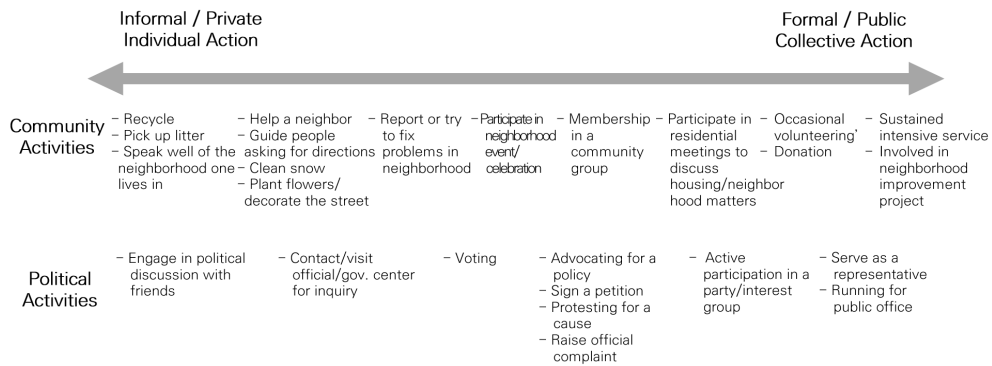 Informal / Private
Individual Action
Formal / Public
Collective Action
Community
Activities
– Recycle
– Pick up litter
– Speak well of the
neighborhood one
lives in
– Help a neighbor
– Guide people
asking for directions
– Clean snow
– Plant flowers/
decorate the street
– Report or try
to fix
problems in
neighborhood
– Participate in
neighborhood
event/
celebration
– Membership
in a
community
group
– Participate in
residential
meetings to
discuss
housing/neighbor
hood matters
– Occasional
volunteering'
– Donation
– Sustained
intensive service
– Involved in
neighborhood
improvement
project
Political
Activities
– Engage in political
discussion with
friends
– Contact/visit
official/gov. center
for inquiry
– Voting
– Advocating for a
policy
– Sign a petition
– Protesting for a
cause
– Raise official
complaint
– Active
participation in a
party/interest
group
– Serve as a
representative
– Running for
public office